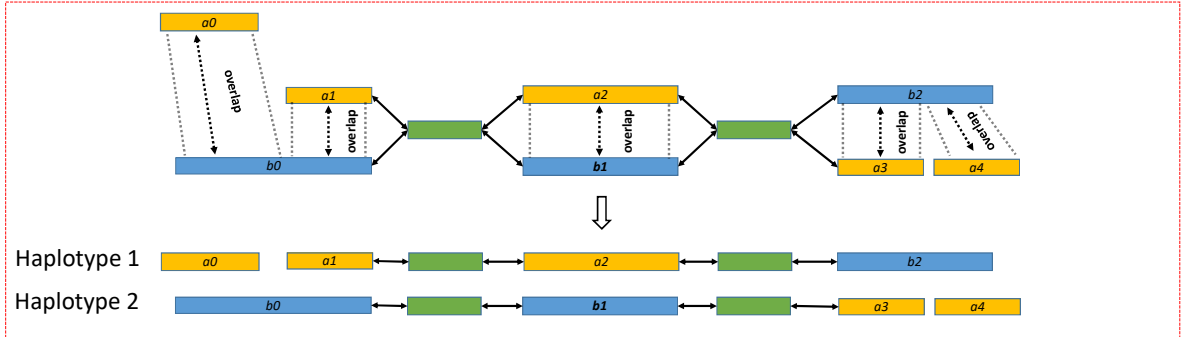 a0
overlap
a1
a2
b2
overlap
overlap
overlap
overlap
b0
b1
a3
a4
Haplotype 1
a0
a1
a2
b2
Haplotype 2
b0
b1
a3
a4